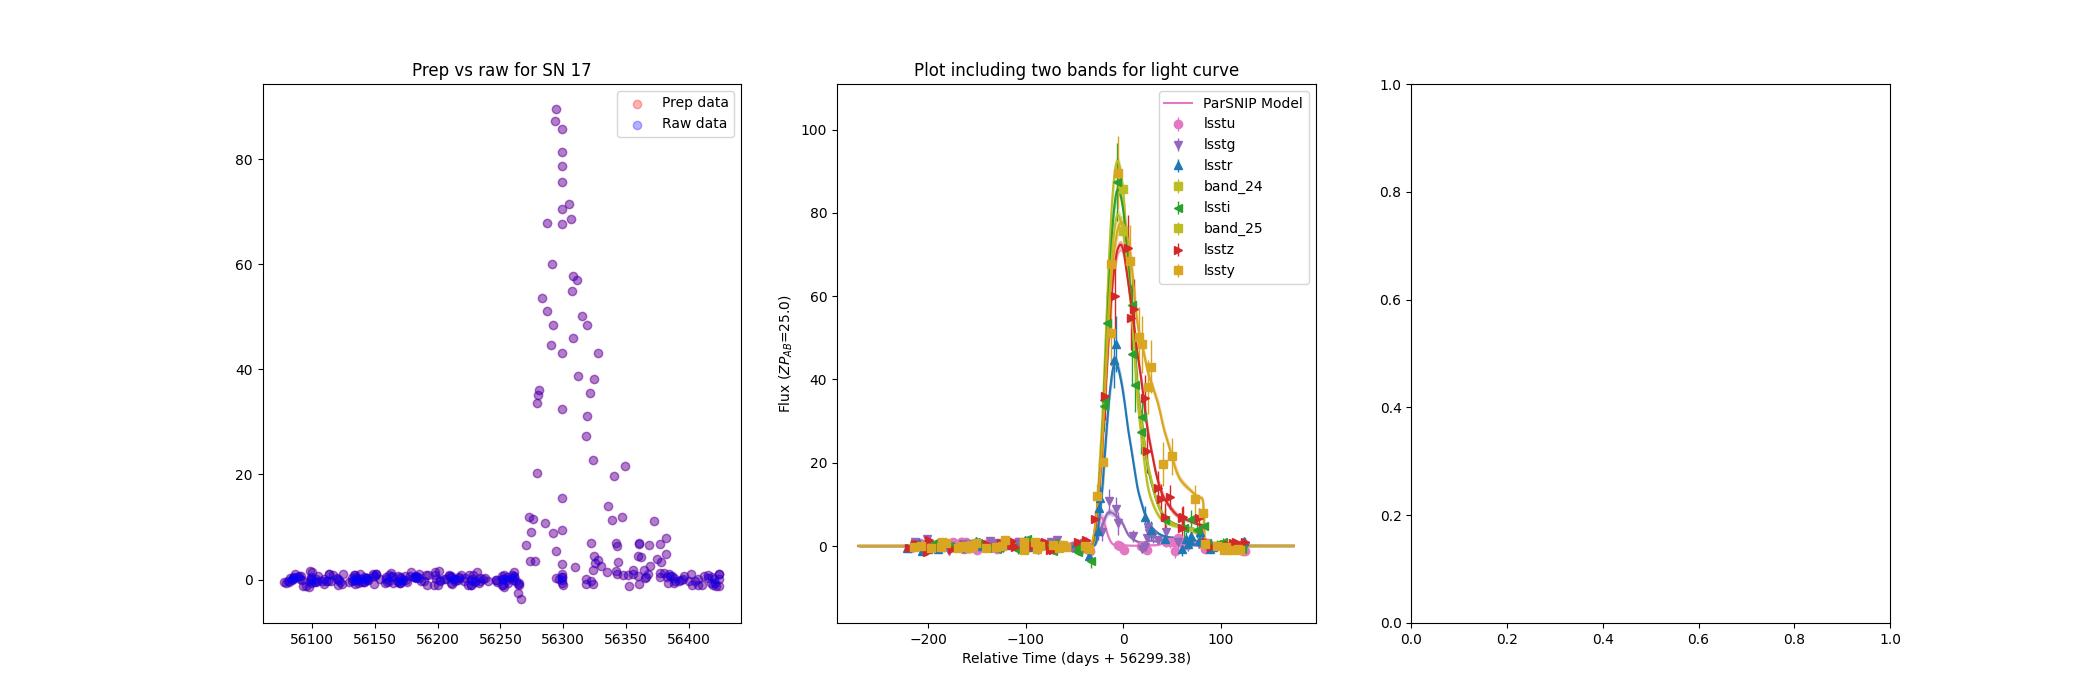 Prep vs raw for SN 17
Prep data
Raw data
80
60
40
20
0
56100 56150 56200 56250 56300 56350 56400
Plot including two bands for light curve
ParSNIP Model
lsstu
lsstg
lsstr
band_24
lssti
band_25
lsstz
lssty
Flux (ZP_AB=25.0)
100
80
60
40
20
0
−200 −100 0 100
Relative Time (days + 56299.38)
1.0
0.8
0.6
0.4
0.2
0.0
0.0 0.2 0.4 0.6 0.8 1.0